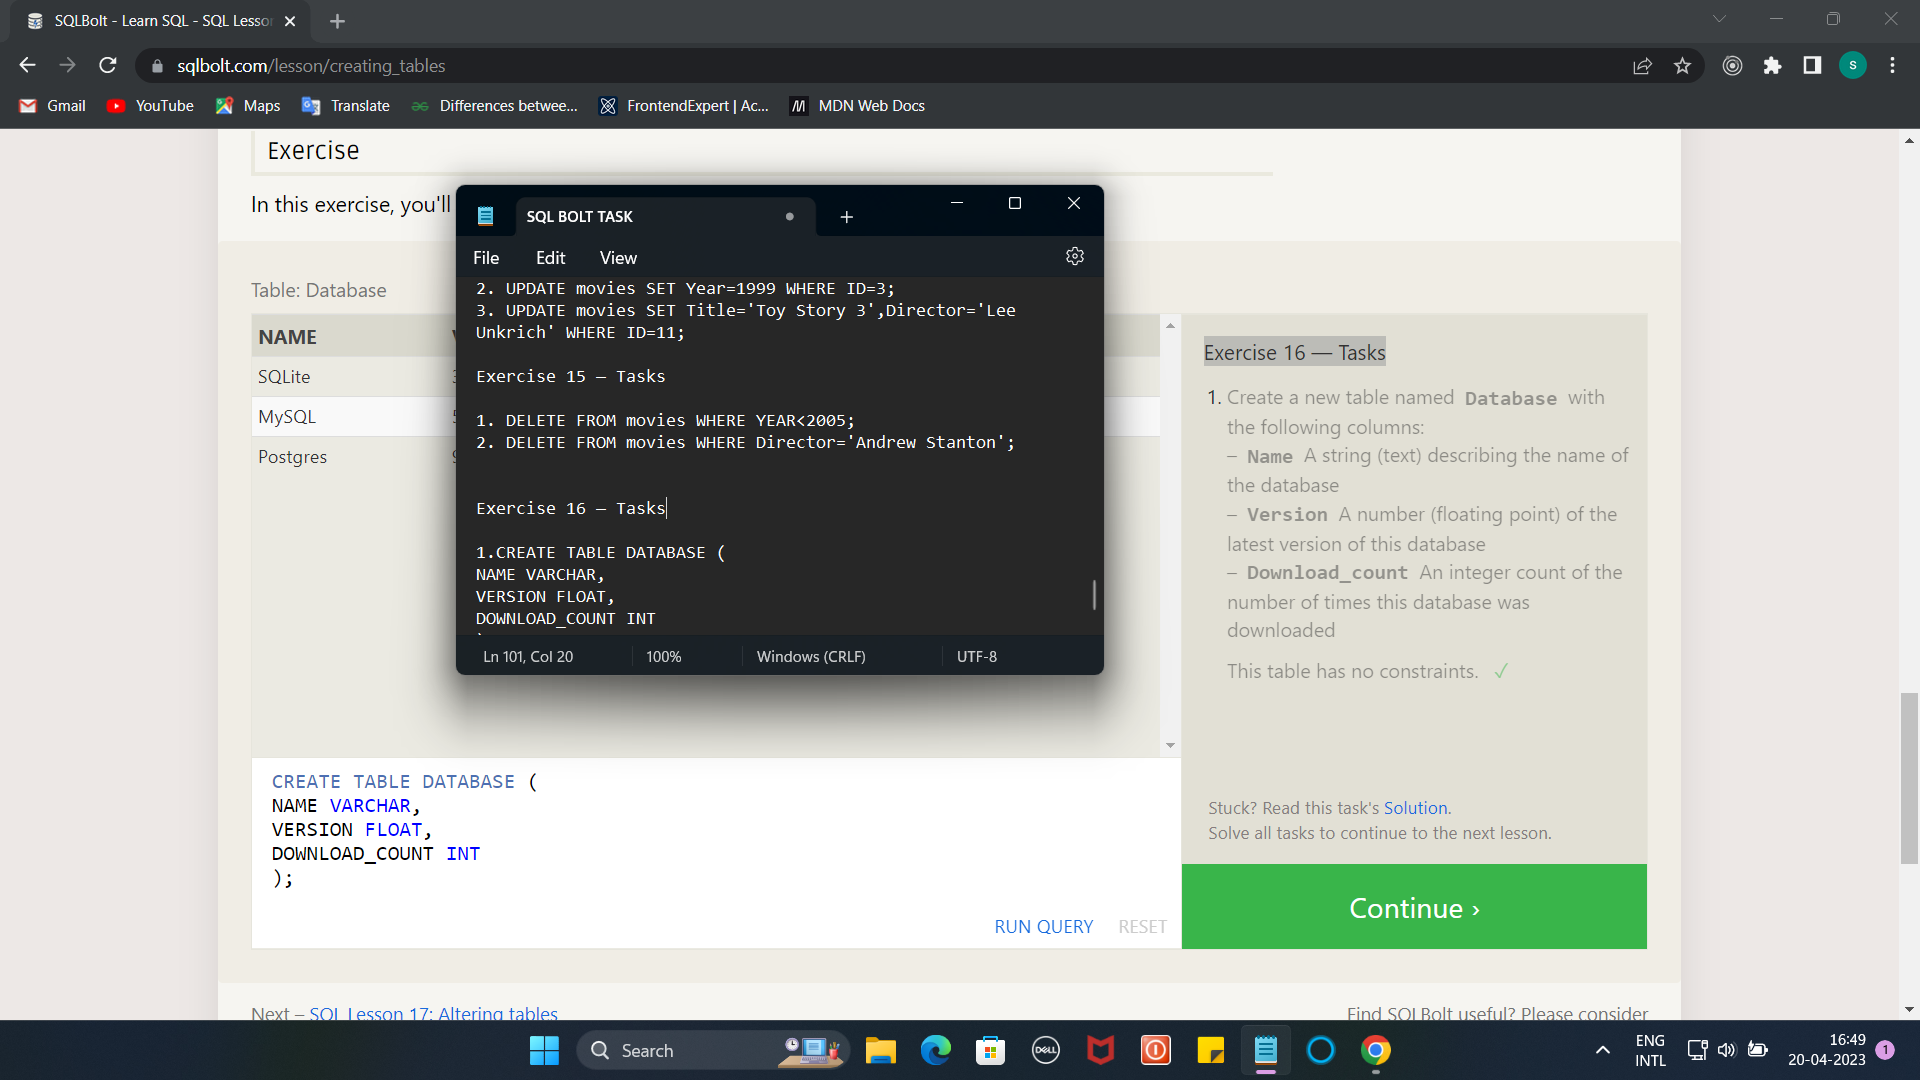 SQLBolt - Learn SQL - SQL Lesso
sqlbolt.com/lesson/creating_tables
S
Gmail
YouTube
Maps
Translate
Differences betwee...
FrontendExpert | Ac...
MDN Web Docs
Exercise
In this exercise, you'll
Table: Database
NAME
SQLite
MySQL
Postgres
SQL BOLT TASK
File Edit View
2. UPDATE movies SET Year=1999 WHERE ID=3;
3. UPDATE movies SET Title='Toy Story 3',Director='Lee
Unkrich' WHERE ID=11;
Exercise 15 — Tasks
1. DELETE FROM movies WHERE YEAR<2005;
2. DELETE FROM movies WHERE Director='Andrew Stanton';
Exercise 16 — Tasks
1.CREATE TABLE DATABASE (
NAME VARCHAR,
VERSION FLOAT,
DOWNLOAD_COUNT INT
Ln 101, Col 20
100%
Windows (CRLF)
UTF-8
Exercise 16 — Tasks
1. Create a new table named Database with
the following columns:
– Name A string (text) describing the name of
the database
– Version A number (floating point) of the
latest version of this database
– Download_count An integer count of the
number of times this database was
downloaded
This table has no constraints. ✓
CREATE TABLE DATABASE (
NAME VARCHAR,
VERSION FLOAT,
DOWNLOAD_COUNT INT
);
RUN QUERY
RESET
Stuck? Read this task's Solution.
Solve all tasks to continue to the next lesson.
Continue ›
Next – SQL Lesson 17: Altering tables
Find SQLBolt useful? Please consider
Search
DELL
ENG
INTL
16:49
20-04-2023
1